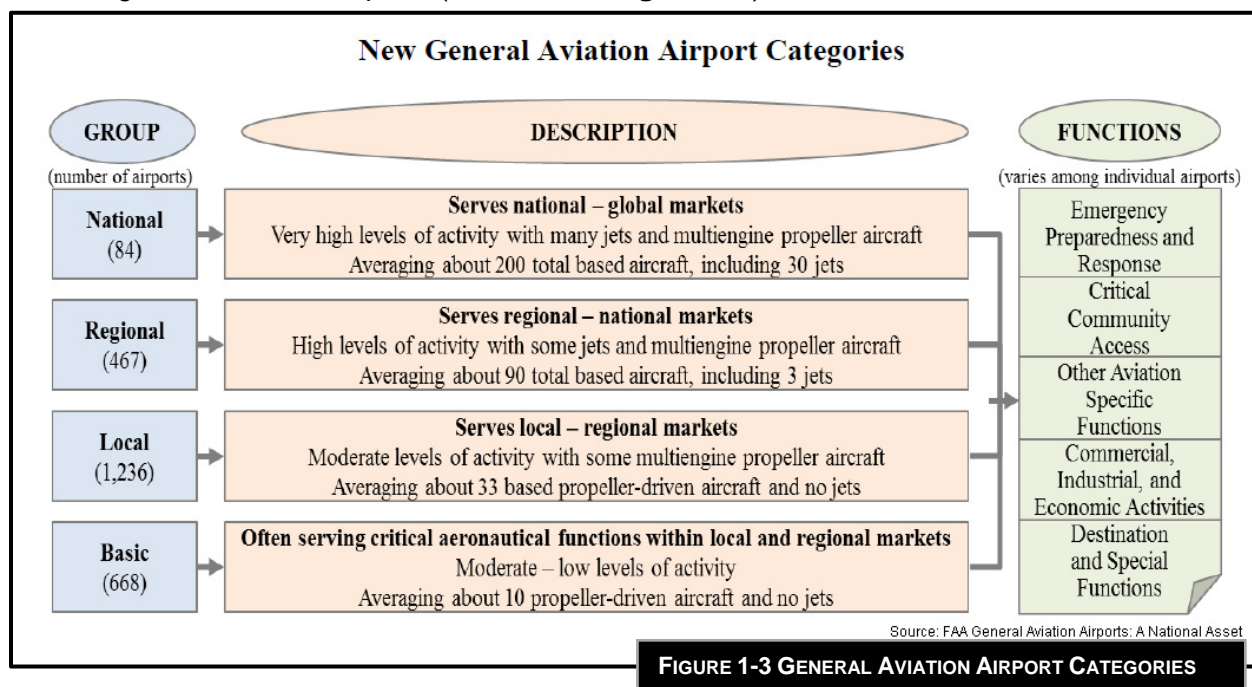 New General Aviation Airport Categories
GROUP
(number of airports)
DESCRIPTION
FUNCTIONS
(varies among individual airports)
National
(84)
Serves national – global markets
Very high levels of activity with many jets and multiengine propeller aircraft
Averaging about 200 total based aircraft, including 30 jets
Regional
(467)
Serves regional – national markets
High levels of activity with some jets and multiengine propeller aircraft
Averaging about 90 total based aircraft, including 3 jets
Local
(1,236)
Serves local – regional markets
Moderate levels of activity with some multiengine propeller aircraft
Averaging about 33 based propeller-driven aircraft and no jets
Basic
(668)
Often serving critical aeronautical functions within local and regional markets
Moderate – low levels of activity
Averaging about 10 propeller-driven aircraft and no jets
Emergency
Preparedness and
Response
Critical
Community
Access
Other Aviation
Specific
Functions
Commercial,
Industrial, and
Economic Activities
Destination
and Special
Functions
Source: FAA General Aviation Airports: A National Asset
FIGURE 1-3 GENERAL AVIATION AIRPORT CATEGORIES